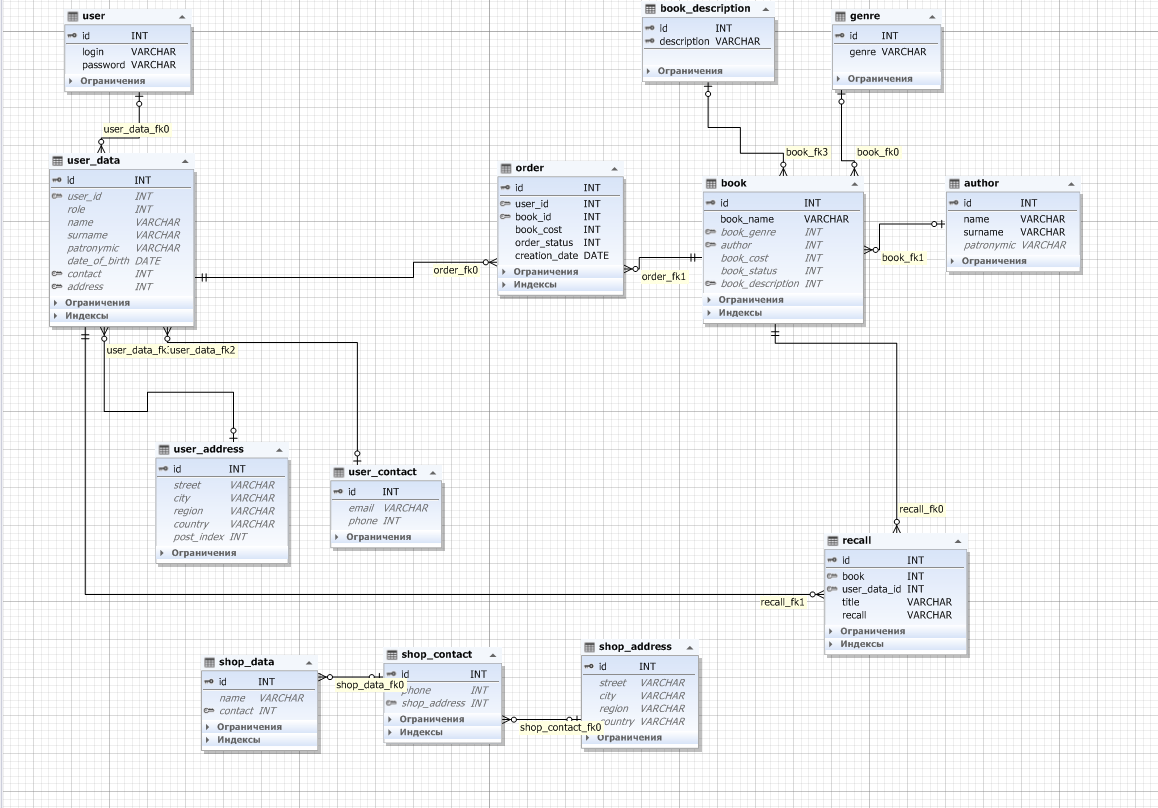 user
id INT
login VARCHAR
password VARCHAR
Ограничения
user_data_fk0
user_data
id INT
user_id INT
role INT
name VARCHAR
surname VARCHAR
patronymic VARCHAR
date_of_birth DATE
contact INT
address INT
Ограничения
Индексы
order
id INT
user_id INT
book_id INT
book_cost INT
order_status INT
creation_date DATE
Ограничения
Индексы
order_fk0
order_fk1
book_description
id INT
description VARCHAR
Ограничения
genre
id INT
genre VARCHAR
Ограничения
book_fk3
book_fk0
book
id INT
book_name VARCHAR
book_genre INT
author INT
book_cost INT
book_status INT
book_description INT
Ограничения
Индексы
book_fk1
author
id INT
name VARCHAR
surname VARCHAR
patronymic VARCHAR
Ограничения
user_data_fk
user_data_fk2
user_address
id INT
street VARCHAR
city VARCHAR
region VARCHAR
country VARCHAR
post_index INT
Ограничения
user_contact
id INT
email VARCHAR
phone INT
Ограничения
recall_fk0
recall
id INT
book INT
user_data_id INT
title VARCHAR
recall VARCHAR
Ограничения
Индексы
recall_fk1
shop_data
id INT
name VARCHAR
contact INT
Ограничения
Индексы
shop_data_fk0
shop_contact
id INT
phone INT
shop_address INT
Ограничения
Индексы
shop_contact_fk0
shop_address
id INT
street VARCHAR
city VARCHAR
region VARCHAR
country VARCHAR
Ограничения